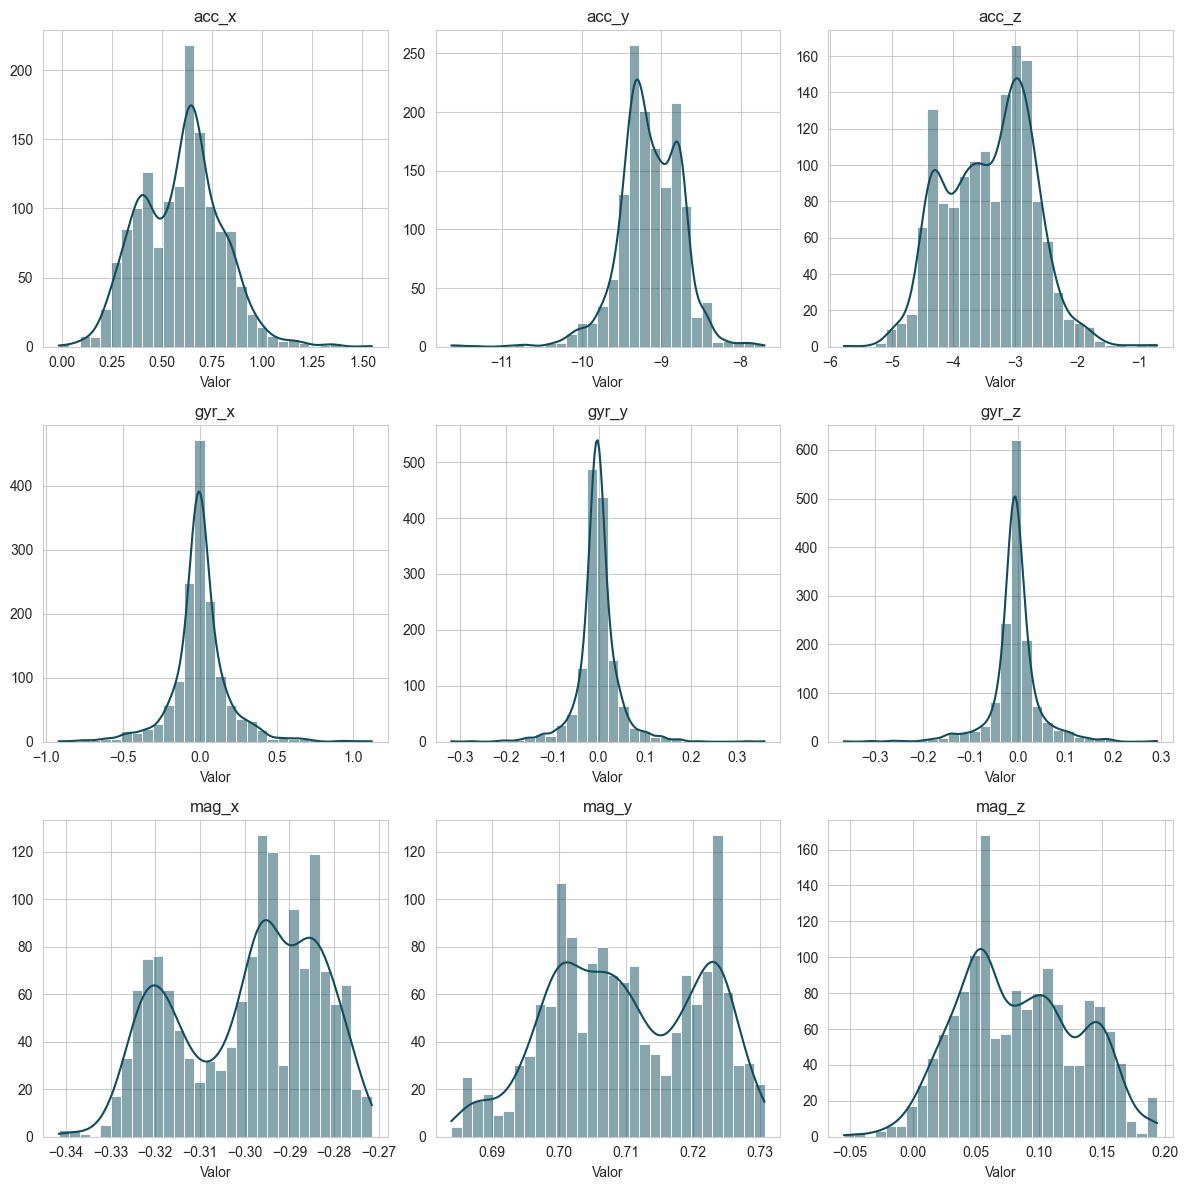 acc_x acc_y acc_z
200
150
100
50
0
0.00 0.25 0.50 0.75 1.00 1.25 1.50
Valor
250
200
150
100
50
0
−11 −10 −9 −8
Valor
160
140
120
100
80
60
40
20
0
−6 −5 −4 −3 −2 −1
Valor
gyr_x gyr_y gyr_z
400
300
200
100
0
−1.0 −0.5 0.0 0.5 1.0
Valor
500
400
300
200
100
0
−0.3 −0.2 −0.1 0.0 0.1 0.2 0.3
Valor
600
500
400
300
200
100
0
−0.3 −0.2 −0.1 0.0 0.1 0.2 0.3
Valor
mag_x mag_y mag_z
120
100
80
60
40
20
0
−0.34 −0.33 −0.32 −0.31 −0.30 −0.29 −0.28 −0.27
Valor
120
100
80
60
40
20
0
0.69 0.70 0.71 0.72 0.73
Valor
160
140
120
100
80
60
40
20
0
−0.05 0.00 0.05 0.10 0.15 0.20
Valor